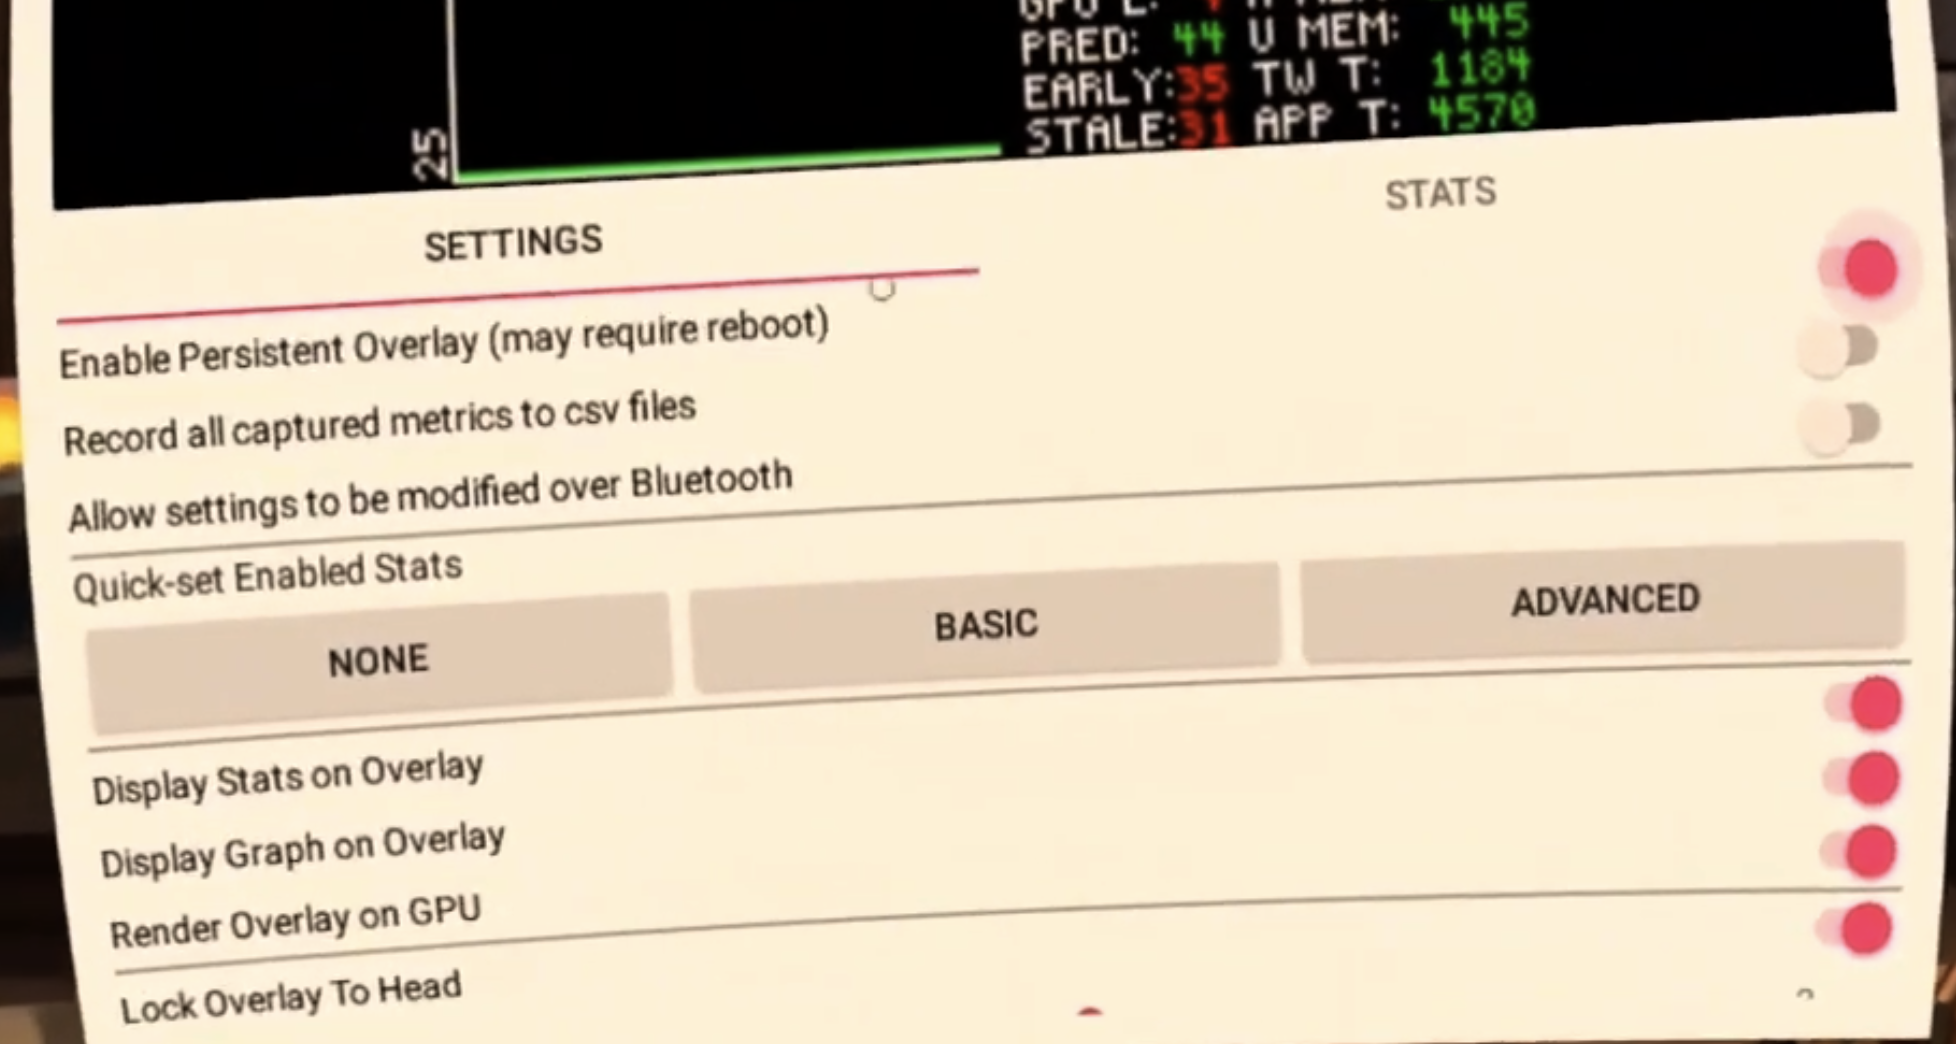 PRED: 44 U MEM: 445
EARLY:35 TW T: 1184
STALE:31 APP T: 4570
25
SETTINGS
STATS
Enable Persistent Overlay (may require reboot)
Record all captured metrics to csv files
Allow settings to be modified over Bluetooth
Quick-set Enabled Stats
NONE
BASIC
ADVANCED
Display Stats on Overlay
Display Graph on Overlay
Render Overlay on GPU
Lock Overlay To Head